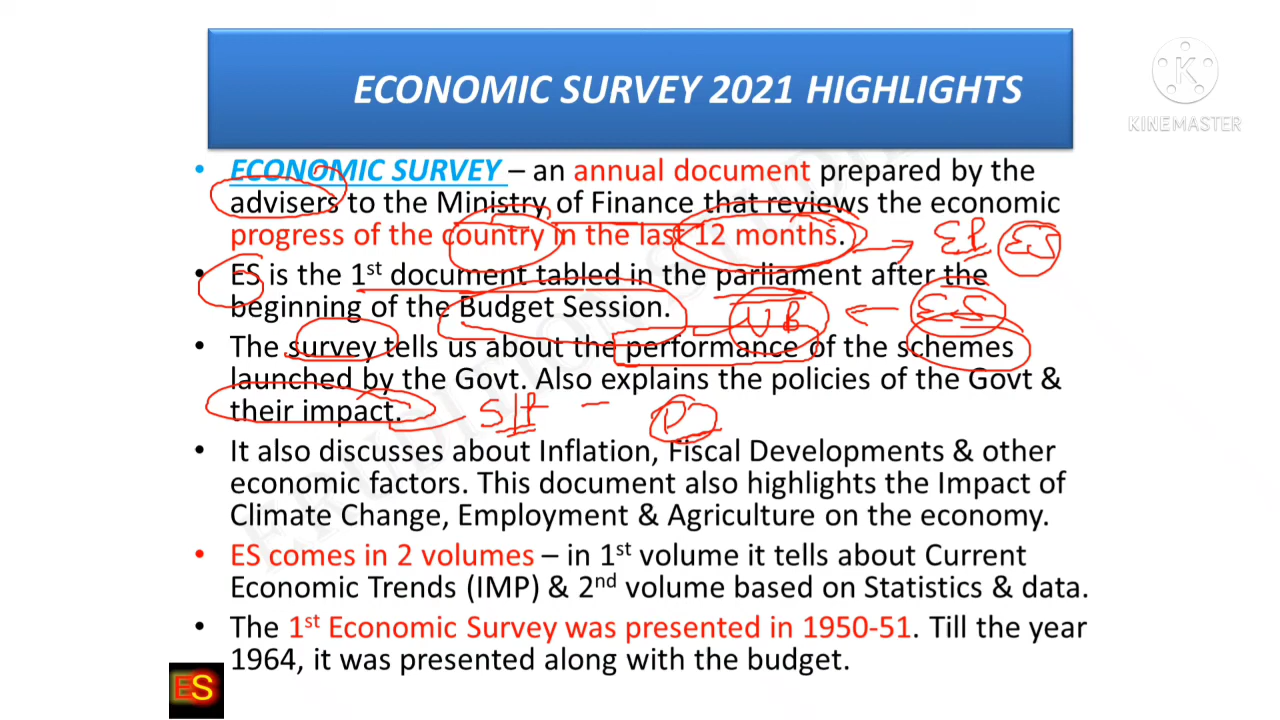 ECONOMIC SURVEY 2021 HIGHLIGHTS
KINEMASTER
• ECONOMIC SURVEY – an annual document prepared by the
advisers to the Ministry of Finance that reviews the economic
progress of the country in the last 12 months.
ES
• ES is the 1st document tabled in the parliament after the
beginning of the Budget Session.
UB ← ES
• The survey tells us about the performance of the schemes
launched by the Govt. Also explains the policies of the Govt &
their impact.
• It also discusses about Inflation, Fiscal Developments & other
economic factors. This document also highlights the Impact of
Climate Change, Employment & Agriculture on the economy.
• ES comes in 2 volumes – in 1st volume it tells about Current
Economic Trends (IMP) & 2nd volume based on Statistics & data.
• The 1st Economic Survey was presented in 1950-51. Till the year
1964, it was presented along with the budget.
ES